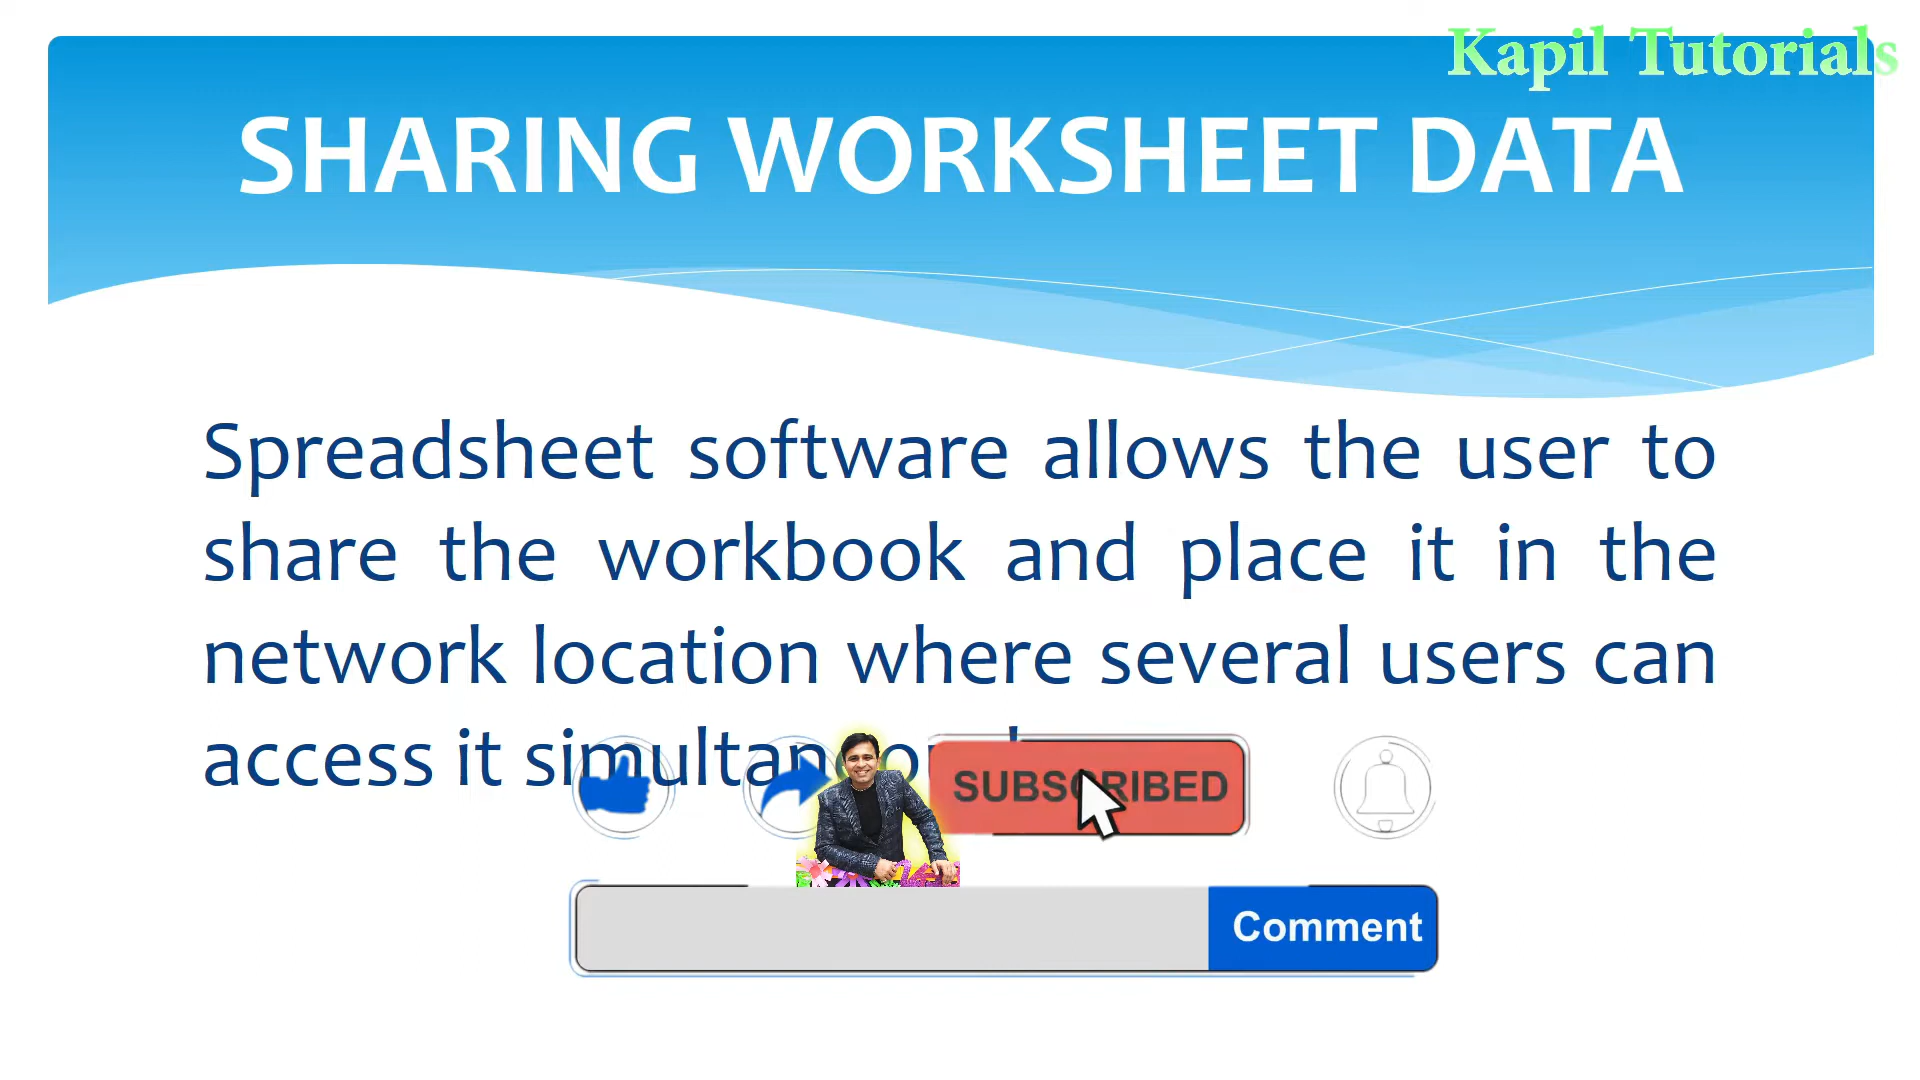 Kapil Tutorials
SHARING WORKSHEET DATA
Spreadsheet software allows the user to
share the workbook and place it in the
network location where several users can
access it
SUBSCRIBED
Comment